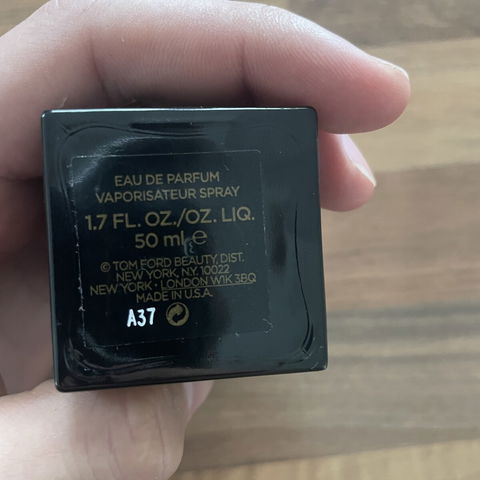 EAU DE PARFUM
VAPORISATEUR SPRAY
1.7 FL. OZ./OZ. LIQ.
50 ml ℮
© TOM FORD BEAUTY, DIST.
NEW YORK, N.Y. 10022
NEW YORK · LONDON W1K 3BQ
MADE IN U.S.A.
A37